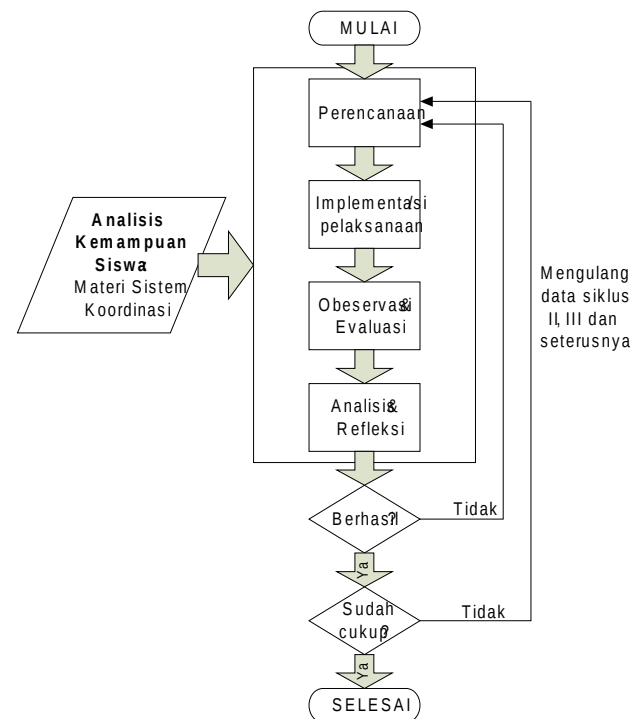 MULAI
Perencanaan
Implementasi/
pelaksanaan
Analisis
Kemampuan
Siswa:
Materi Sistem
Koordinasi
Obeservasi &
Evaluasi
Analisis &
Refleksi
Mengulang
data siklus
II, III dan
seterusnya
Berhasil?
Tidak
Ya
Sudah
cukup?
Tidak
Ya
SELESAI